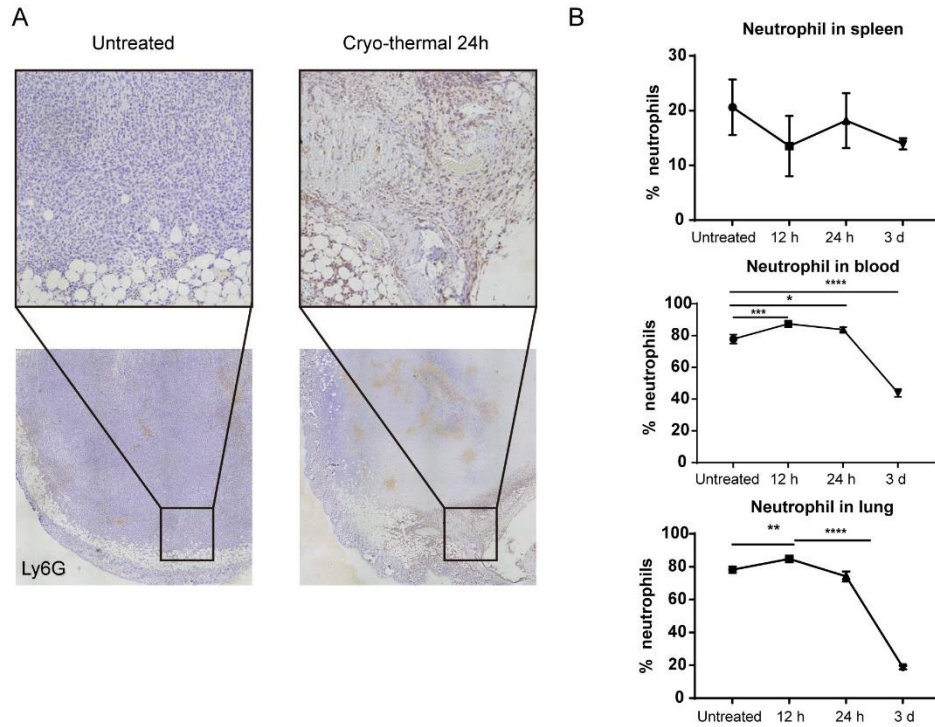 A
Untreated
Cryo-thermal 24h
Ly6G
B
Neutrophil in spleen
% neutrophils
30
20
10
0
Untreated 12 h 24 h 3 d
Neutrophil in blood
% neutrophils
100
80
60
40
20
0
****
*
***
Untreated 12 h 24 h 3 d
Neutrophil in lung
% neutrophils
100
80
60
40
20
0
** ****
Untreated 12 h 24 h 3 d